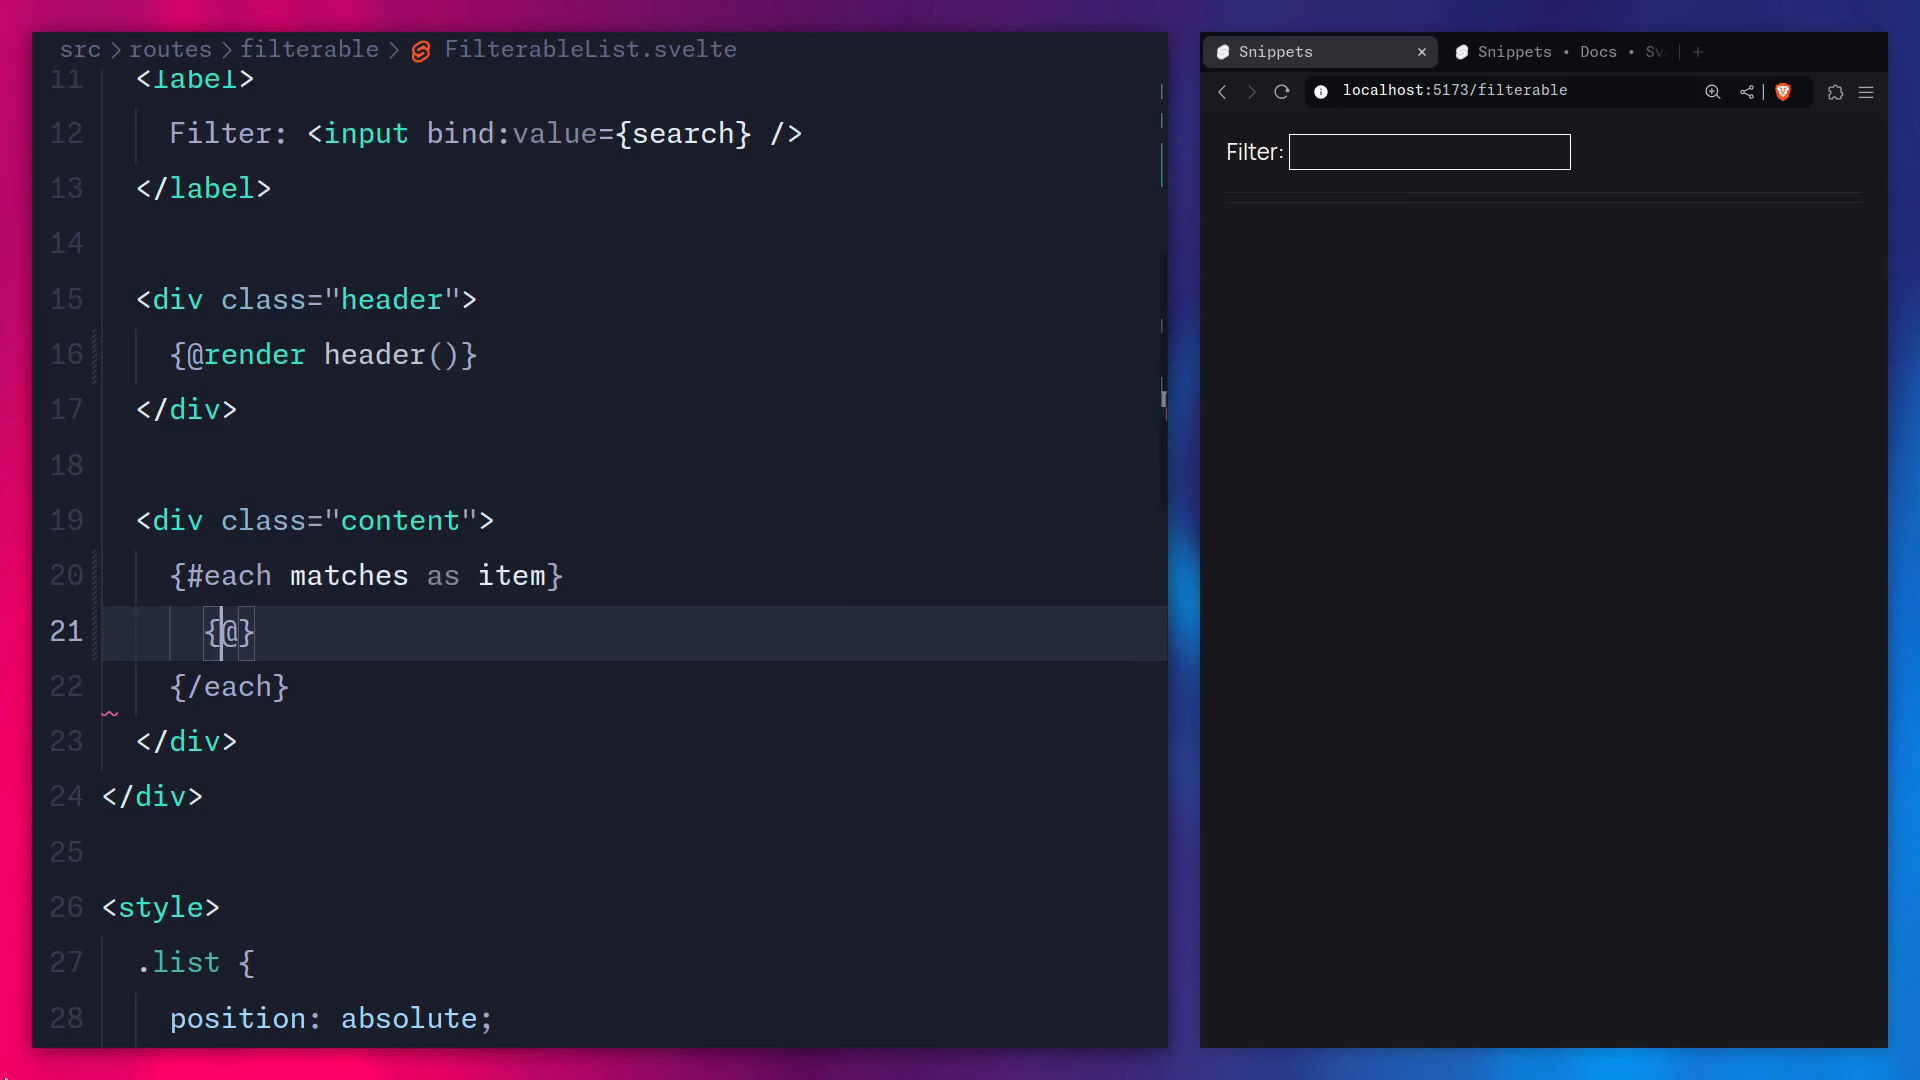 src > routes > filterable > FilterableList.svelte
11 <label>
12 Filter: <input bind:value={search} />
13 </label>
14
15 <div class="header">
16 {@render header()}
17 </div>
18
19 <div class="content">
20 {#each matches as item}
21 {@}
22 {/each}
23 </div>
24 </div>
25
26 <style>
27 .list {
28 position: absolute;
Snippets × Snippets • Docs • Sv +
localhost:5173/filterable
Filter: